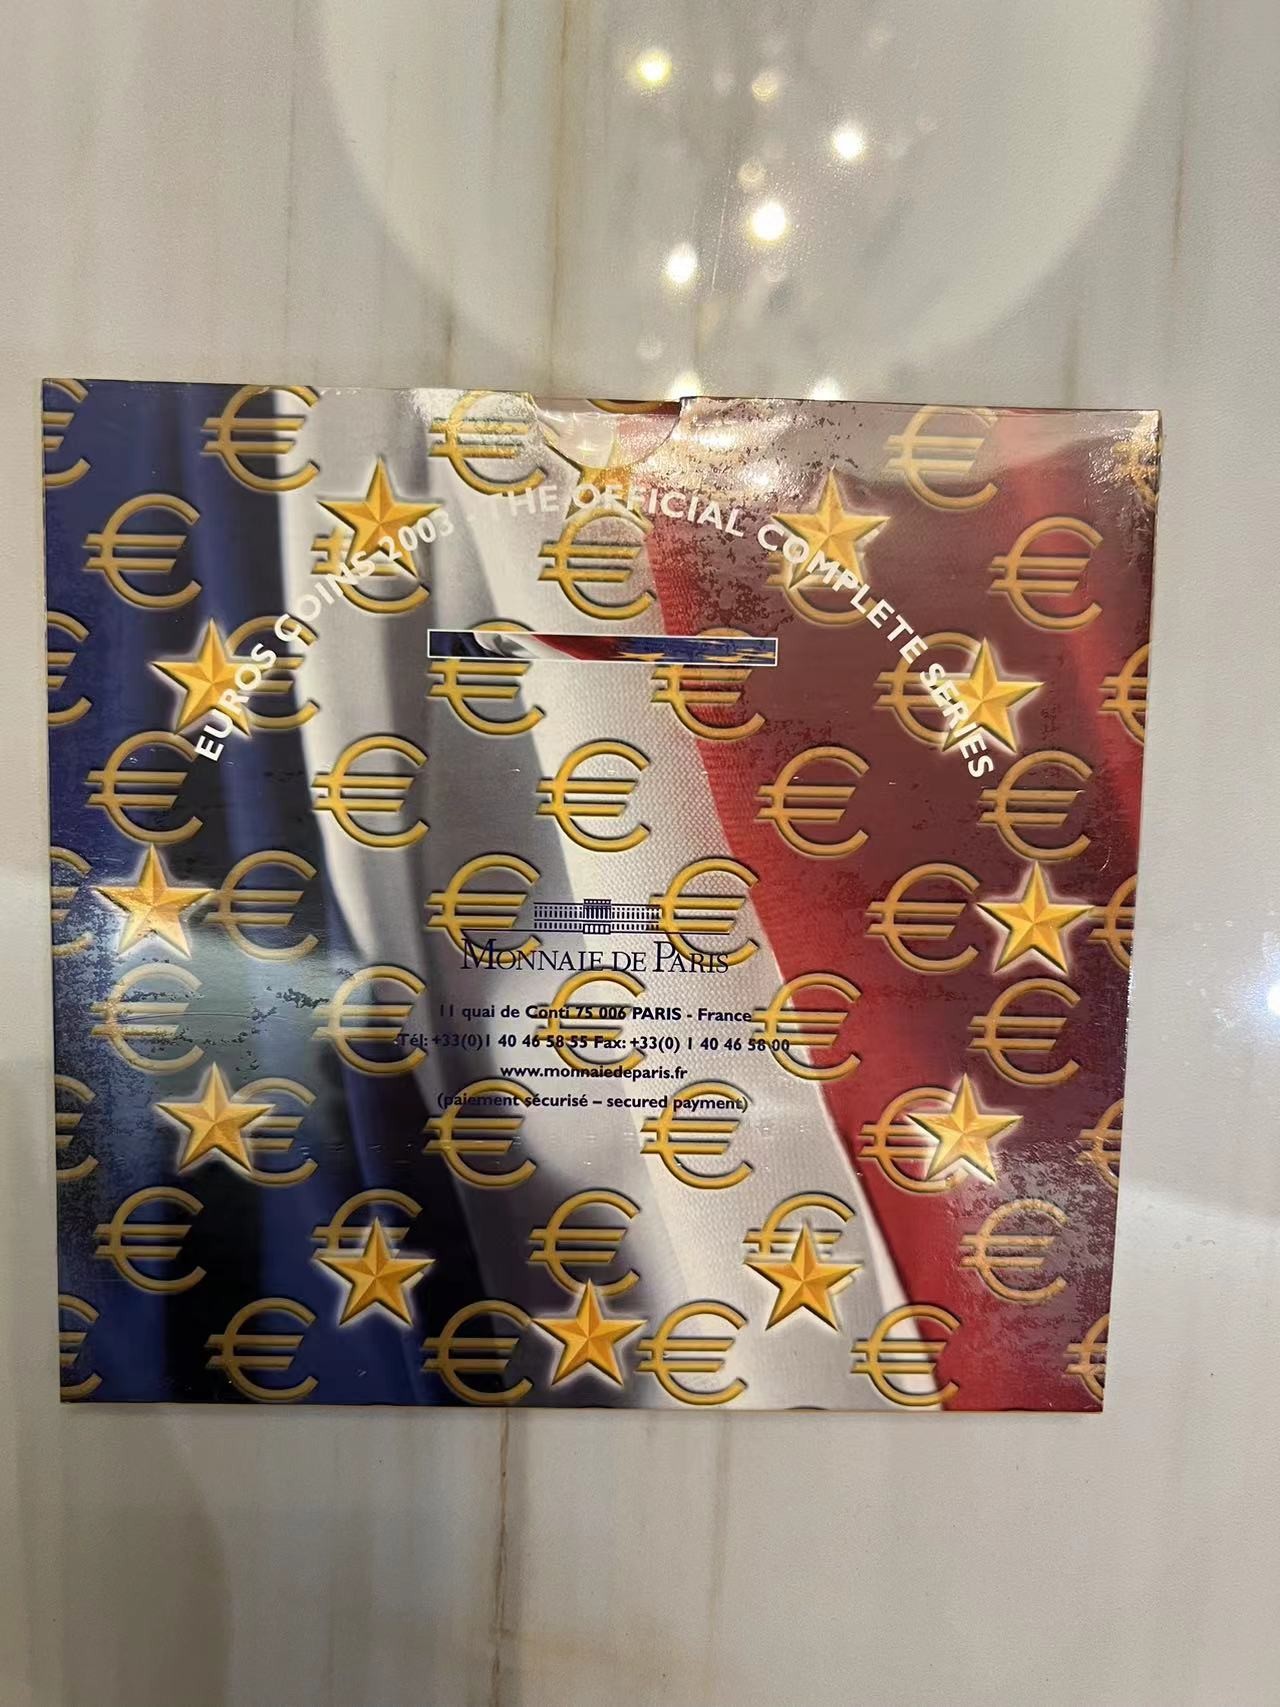 EUROS COINS 2003 - THE OFFICIAL COMPLETE SERIES
MONNAIE DE PARIS
11 quai de Conti 75 006 PARIS - France
Tél: +33(0)1 40 46 58 55 Fax: +33(0) 1 40 46 58 00
www.monnaiedeparis.fr
(paiement sécurisé – secured payment)